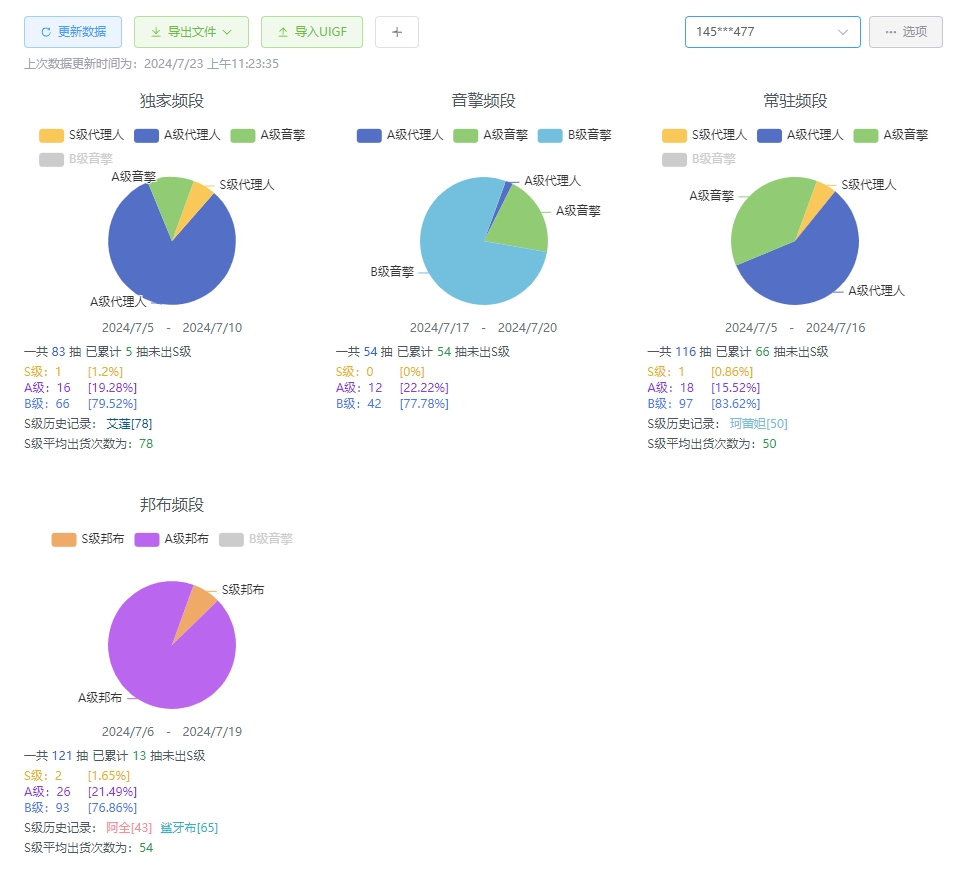 更新数据 导出文件 导入UIGF + 145***477 ··· 选项
上次数据更新时间为：2024/7/23 上午11:23:35
独家频段
S级代理人 A级代理人 A级音擎
B级音擎
A级音擎
S级代理人
A级代理人
2024/7/5 - 2024/7/10
一共 83 抽 已累计 5 抽未出S级
S级：1 [1.2%]
A级：16 [19.28%]
B级：66 [79.52%]
S级历史记录： 艾莲[78]
S级平均出货次数为：78
音擎频段
A级代理人 A级音擎 B级音擎
A级代理人
A级音擎
B级音擎
2024/7/17 - 2024/7/20
一共 54 抽 已累计 54 抽未出S级
S级：0 [0%]
A级：12 [22.22%]
B级：42 [77.78%]
常驻频段
S级代理人 A级代理人 A级音擎
B级音擎
S级代理人
A级音擎
A级代理人
2024/7/5 - 2024/7/16
一共 116 抽 已累计 66 抽未出S级
S级：1 [0.86%]
A级：18 [15.52%]
B级：97 [83.62%]
S级历史记录： 珂蕾妲[50]
S级平均出货次数为：50
邦布频段
S级邦布 A级邦布 B级音擎
S级邦布
A级邦布
2024/7/6 - 2024/7/19
一共 121 抽 已累计 13 抽未出S级
S级：2 [1.65%]
A级：26 [21.49%]
B级：93 [76.86%]
S级历史记录： 阿全[43] 鲨牙布[65]
S级平均出货次数为：54